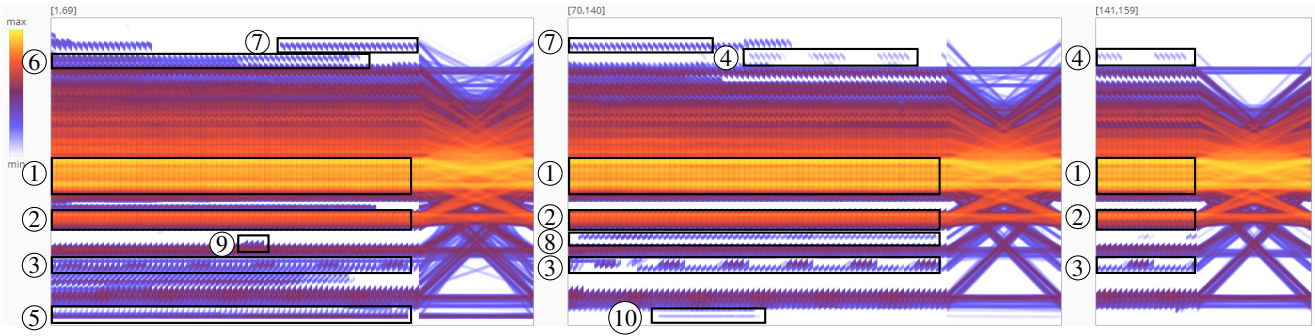 [1,69] [70,140] [141,159]
max
⑦ ⑦
⑥ ④ ④
min
① ① ①
② ② ②
⑨ ⑧
③ ③ ③
⑤ ⑩